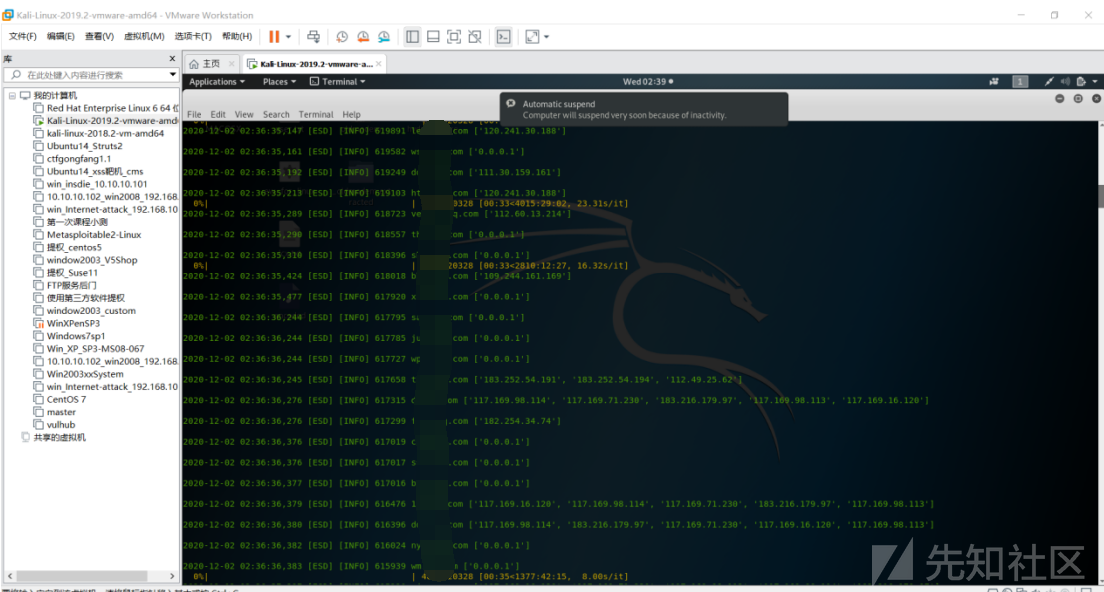 Kali-Linux-2019.2-vmware-amd64 - VMware Workstation
文件(F) 编辑(E) 查看(V) 虚拟机(M) 选项卡(T) 帮助(H)
库
在此处键入内容进行搜索
我的计算机
Red Hat Enterprise Linux 6 64 位
Kali-Linux-2019.2-vmware-amd
kali-linux-2018.2-vm-amd64
Ubuntu14_Struts2
ctfgongfang1.1
Ubuntu14_xss靶机_cms
win_insdie_10.10.10.101
10.10.10.102_win2008_192.168.
win_Internet-attack_192.168.10
第一次课程小测
Metasploitable2-Linux
提权_centos5
window2003_V5Shop
提权_Suse11
FTP服务后门
使用第三方软件提权
window2003_custom
WinXPenSP3
Windows7sp1
Win_XP_SP3-MS08-067
10.10.10.102_win2008_192.168.
Win2003xxSystem
win_Internet-attack_192.168.10
CentOS 7
master
vulhub
共享的虚拟机
主页
Kali-Linux-2019.2-vmware-a...
Applications Places Terminal Wed 02:39 1
Automatic suspend
Computer will suspend very soon because of inactivity.
File Edit View Search Terminal Help
2020-12-02 02:36:35,147 [ESD] [INFO] 619891 le .com ['120.241.30.188']
2020-12-02 02:36:35,161 [ESD] [INFO] 619582 ws com ['0.0.0.1']
2020-12-02 02:36:35,192 [ESD] [INFO] 619249 d .com ['111.30.159.161']
2020-12-02 02:36:35,213 [ESD] [INFO] 619103 ht .com ['120.241.30.188']
0%| | 0328 [00:33<4015:29:02, 23.31s/it]
2020-12-02 02:36:35,289 [ESD] [INFO] 618723 ve q.com ['112.60.13.214']
2020-12-02 02:36:35,290 [ESD] [INFO] 618557 th .com ['0.0.0.1']
2020-12-02 02:36:35,310 [ESD] [INFO] 618396 s .com ['0.0.0.1']
0%| | 20328 [00:33<2810:12:27, 16.32s/it]
2020-12-02 02:36:35,424 [ESD] [INFO] 618018 b .com ['189.244.161.169']
2020-12-02 02:36:35,477 [ESD] [INFO] 617920 x .com ['0.0.0.1']
2020-12-02 02:36:36,244 [ESD] [INFO] 617795 s com ['0.0.0.1']
2020-12-02 02:36:36,244 [ESD] [INFO] 617785 ju .com ['0.0.0.1']
2020-12-02 02:36:36,244 [ESD] [INFO] 617727 wp .com ['0.0.0.1']
2020-12-02 02:36:36,245 [ESD] [INFO] 617658 t .com ['183.252.54.191', '183.252.54.194', '112.49.25.62']
2020-12-02 02:36:36,276 [ESD] [INFO] 617315 om ['117.169.98.114', '117.169.71.230', '183.216.179.97', '117.169.98.113', '117.169.16.120']
2020-12-02 02:36:36,276 [ESD] [INFO] 617299 .com ['182.254.34.74']
2020-12-02 02:36:36,376 [ESD] [INFO] 617019 c .com ['0.0.0.1']
2020-12-02 02:36:36,376 [ESD] [INFO] 617017 s .com ['0.0.0.1']
2020-12-02 02:36:36,377 [ESD] [INFO] 617016 b .com ['0.0.0.1']
2020-12-02 02:36:36,379 [ESD] [INFO] 616476 com ['117.169.16.120', '117.169.98.114', '117.169.71.230', '183.216.179.97', '117.169.98.113']
2020-12-02 02:36:36,380 [ESD] [INFO] 616396 d com ['117.169.98.114', '183.216.179.97', '117.169.71.230', '117.169.16.120', '117.169.98.113']
2020-12-02 02:36:36,382 [ESD] [INFO] 616024 ny com ['0.0.0.1']
2020-12-02 02:36:36,383 [ESD] [INFO] 615939 wm ['0.0.0.1']
0%| | 4 0328 [00:35<1377:42:15, 8.00s/it]
先知社区